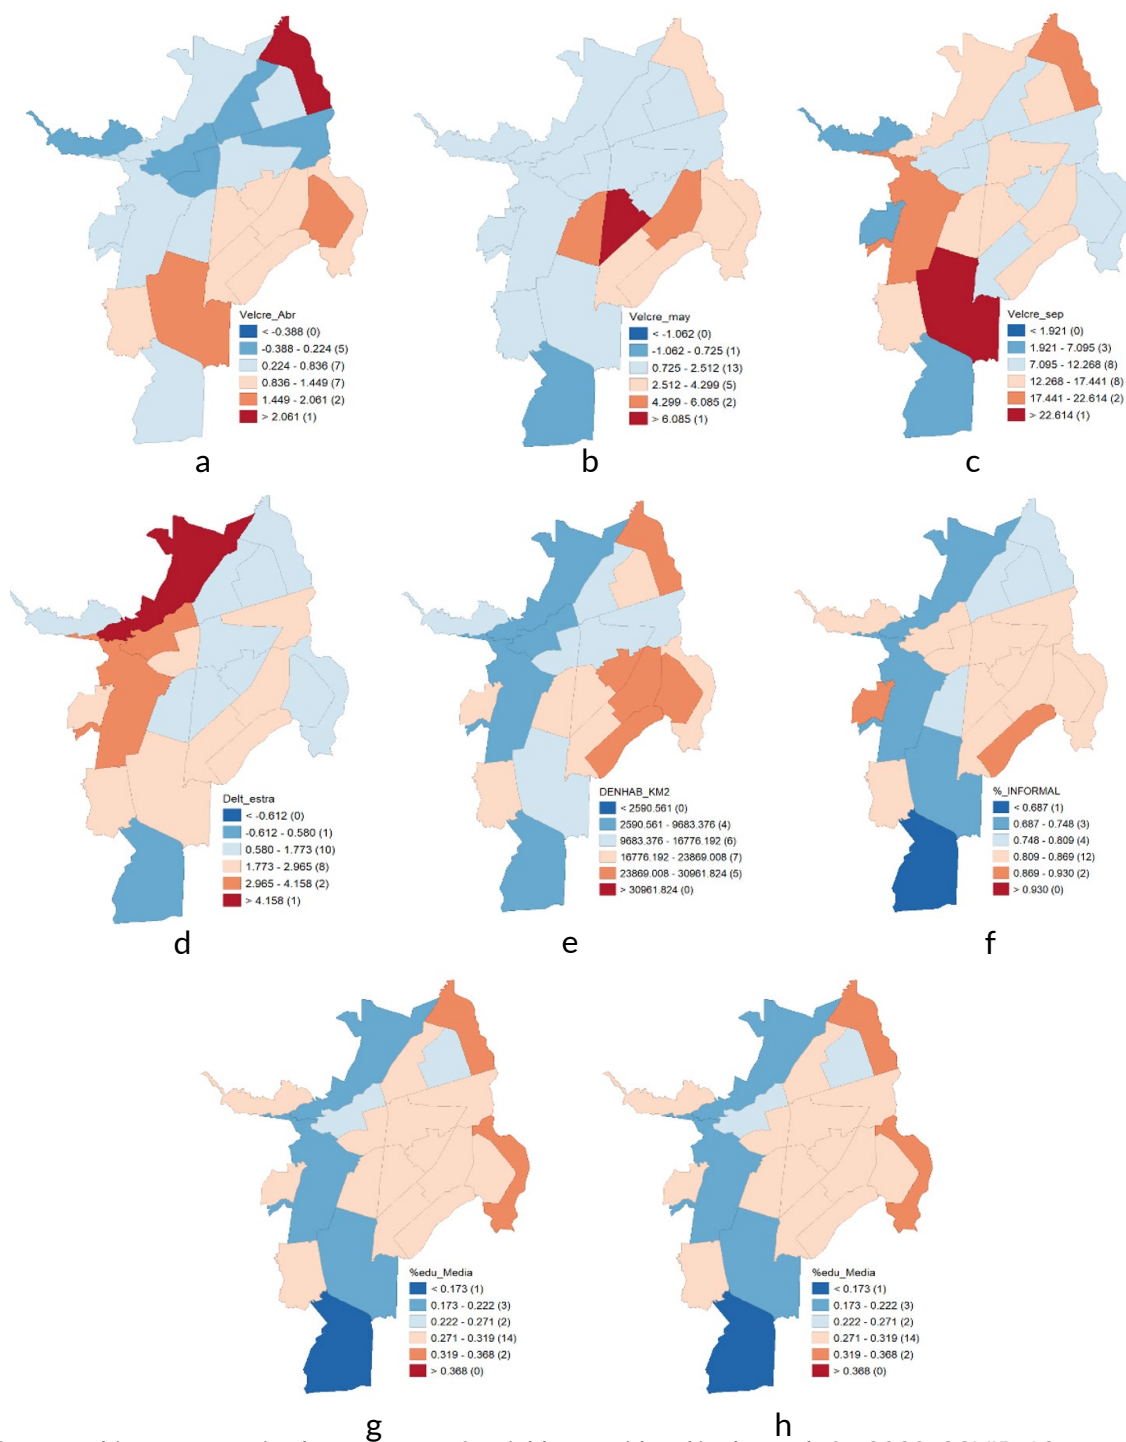 Velcre_Abr
< -0.388 (0)
-0.388 - 0.224 (5)
0.224 - 0.836 (7)
0.836 - 1.449 (7)
1.449 - 2.061 (2)
> 2.061 (1)
a
Velcre_may
< -1.062 (0)
-1.062 - 0.725 (1)
0.725 - 2.512 (13)
2.512 - 4.299 (5)
4.299 - 6.085 (2)
> 6.085 (1)
b
Velcre_sep
< 1.921 (0)
1.921 - 7.095 (3)
7.095 - 12.268 (8)
12.268 - 17.441 (8)
17.441 - 22.614 (2)
> 22.614 (1)
c
Delt_estra
< -0.612 (0)
-0.612 - 0.580 (1)
0.580 - 1.773 (10)
1.773 - 2.965 (8)
2.965 - 4.158 (2)
> 4.158 (1)
d
DENHAB_KM2
< 2590.561 (0)
2590.561 - 9683.376 (4)
9683.376 - 16776.192 (6)
16776.192 - 23869.008 (7)
23869.008 - 30961.824 (5)
> 30961.824 (0)
e
%_INFORMAL
< 0.687 (1)
0.687 - 0.748 (3)
0.748 - 0.809 (4)
0.809 - 0.869 (12)
0.869 - 0.930 (2)
> 0.930 (0)
f
%edu_Media
< 0.173 (1)
0.173 - 0.222 (3)
0.222 - 0.271 (2)
0.271 - 0.319 (14)
0.319 - 0.368 (2)
> 0.368 (0)
g
%edu_Media
< 0.173 (1)
0.173 - 0.222 (3)
0.222 - 0.271 (2)
0.271 - 0.319 (14)
0.319 - 0.368 (2)
> 0.368 (0)
h